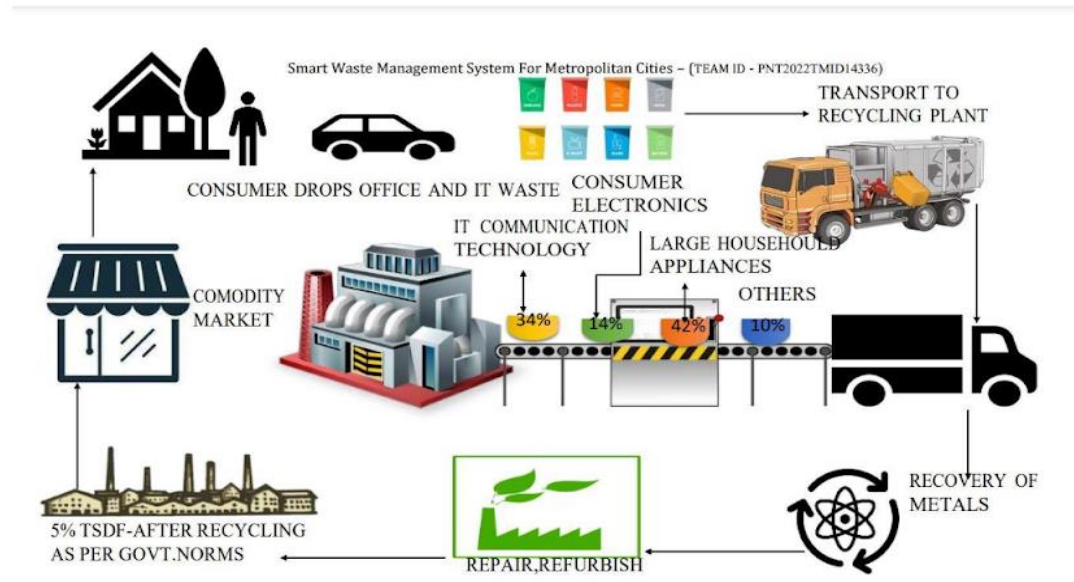 Smart Waste Management System For Metropolitan Cities – (TEAM ID - PNT2022TMID14336)
TRANSPORT TO
RECYCLING PLANT
CONSUMER DROPS OFFICE AND IT WASTE
CONSUMER
ELECTRONICS
IT COMMUNICATION
TECHNOLOGY
LARGE HOUSEHOULD
APPLIANCES
OTHERS
COMODITY
MARKET
34%
14%
42%
10%
RECOVERY OF
METALS
5% TSDF-AFTER RECYCLING
AS PER GOVT.NORMS
REPAIR,REFURBISH